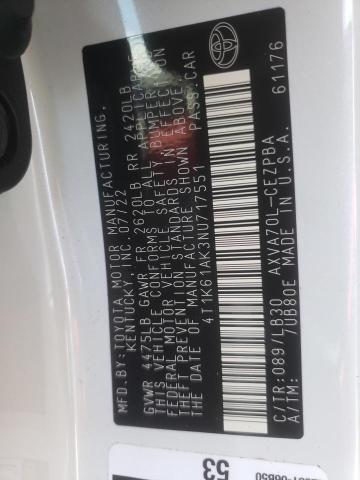 MFD.BY: TOYOTA MOTOR MANUFACTURING,
KENTUCKY, INC. 07/22
GVWR 4475LB GAWR FR 2620LB RR 2420LB
THIS VEHICLE CONFORMS TO ALL APPLICABLE
FEDERAL MOTOR VEHICLE SAFETY, BUMPER, AND
THEFT PREVENTION STANDARDS IN EFFECT ON
THE DATE OF MANUFACTURE SHOWN ABOVE.
4T1K61AK3NU717551 PASS.CAR
C/TR: 089/LB30 AXVA70L-CEZPBA
A/TM: 70B80E MADE IN U.S.A. 61176
53